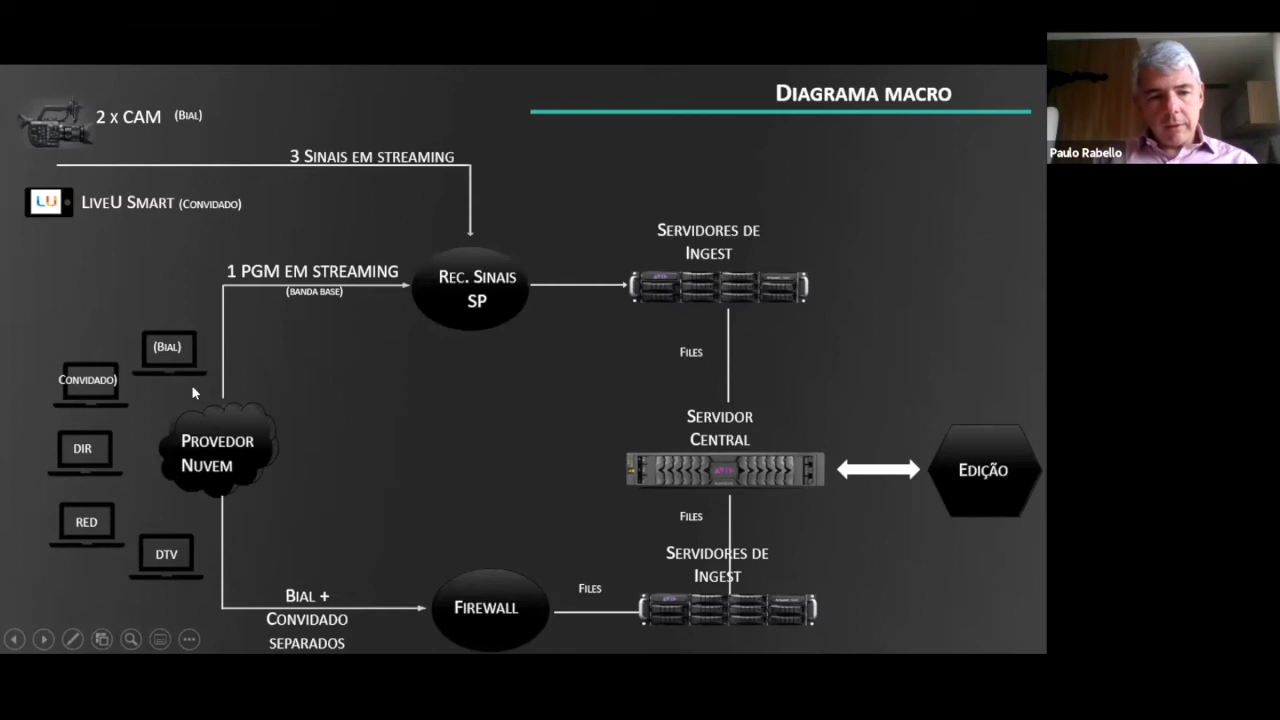 DIAGRAMA MACRO
2 x CAM (BIAL)
3 SINAIS EM STREAMING
LU
LIVEU SMART (CONVIDADO)
Paulo Rabello
SERVIDORES DE
INGEST
1 PGM EM STREAMING
(BANDA BASE)
REC. SINAIS
SP
(BIAL)
FILES
CONVIDADO)
SERVIDOR
CENTRAL
PROVEDOR
NUVEM
DIR
EDIÇÃO
FILES
RED
DTV
SERVIDORES DE
INGEST
BIAL +
CONVIDADO
SEPARADOS
FIREWALL
FILES